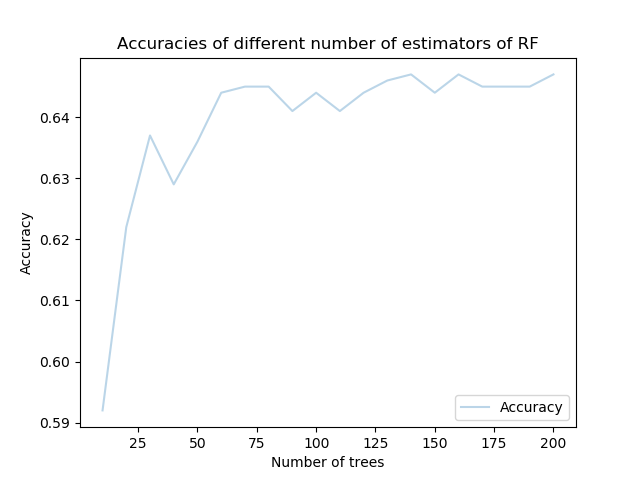 Accuracies of different number of estimators of RF
Accuracy
0.64
0.63
0.62
0.61
0.60
0.59
25 50 75 100 125 150 175 200
Number of trees
Accuracy